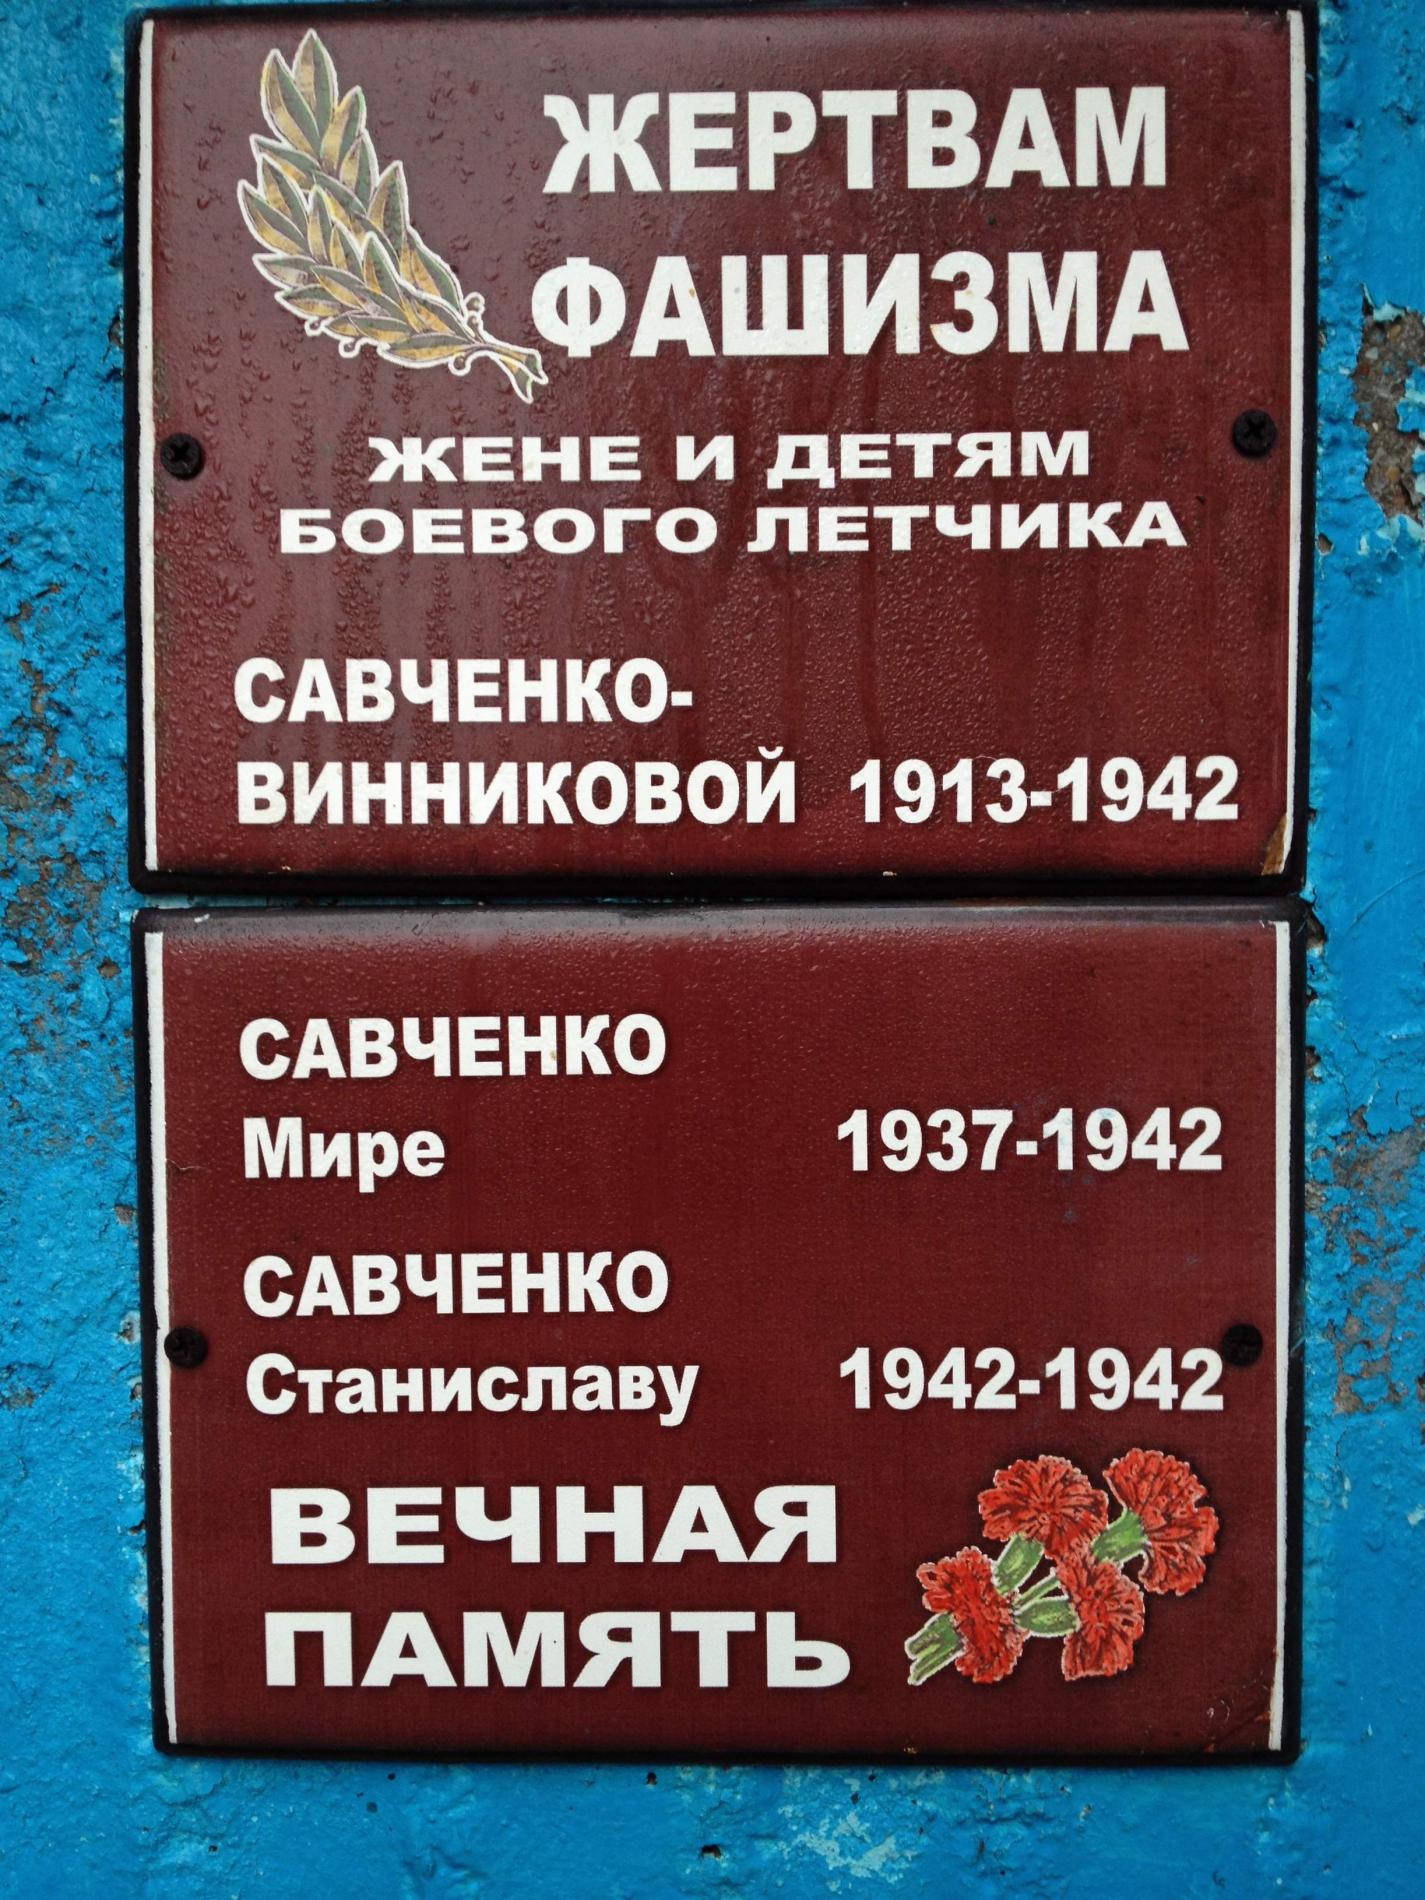 ЖЕРТВАМ
ФАШИЗМА
ЖЕНЕ И ДЕТЯМ
БОЕВОГО ЛЕТЧИКА
САВЧЕНКО-
ВИННИКОВОЙ 1913-1942
САВЧЕНКО
Мире 1937-1942
САВЧЕНКО
Станиславу 1942-1942
ВЕЧНАЯ
ПАМЯТЬ